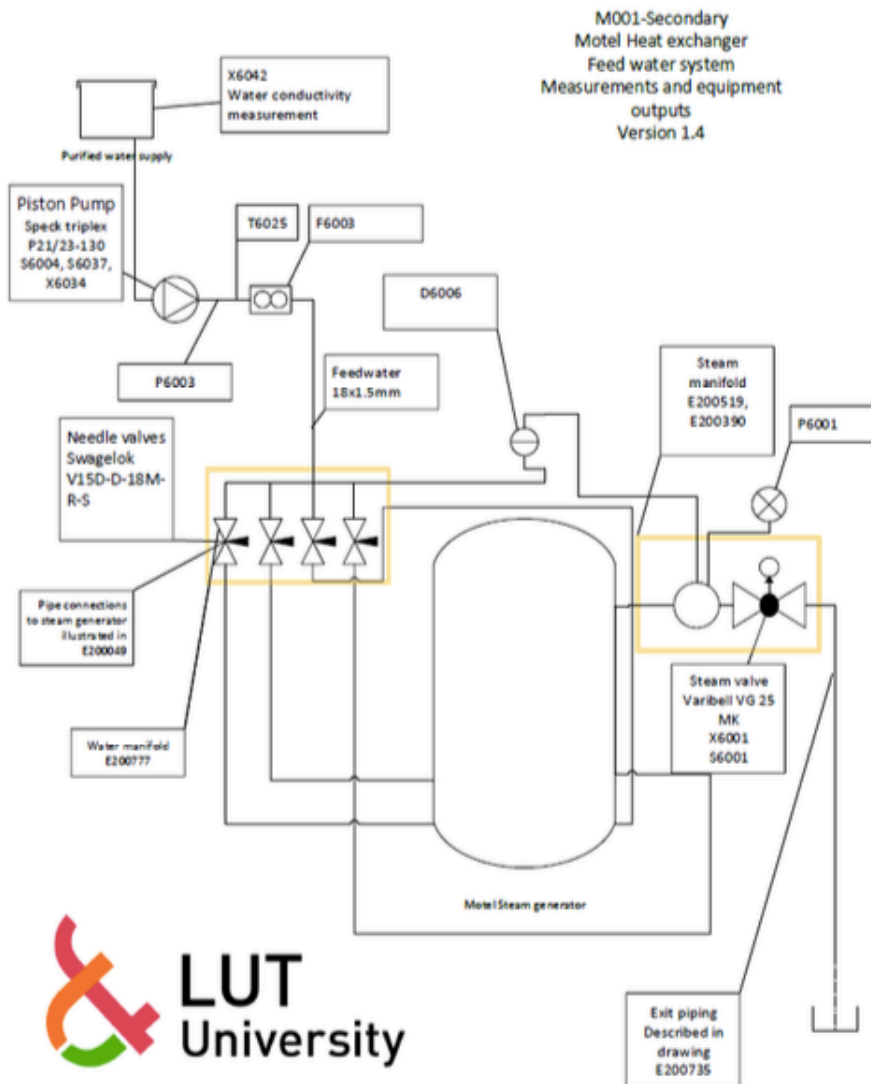 M001-Secondary
Motel Heat exchanger
Feed water system
Measurements and equipment
outputs
Version 1.4
X6042
Water conductivity
measurement
Purified water supply
Piston Pump
Speck triplex
P21/23-130
S6004, S6037,
X6034
T6025
F6003
P6003
D6006
Feedwater
18x1.5mm
Steam
manifold
E200519,
E200390
P6001
Needle valves
Swagelok
V15D-D-18M-
R-S
Pipe connections
to steam generator
illustrated in
E200049
Water manifold
E200777
Steam valve
Varibell VG 25
MK
X6001
S6001
Motel Steam generator
Exit piping
Described in
drawing
E200735
LUT
University